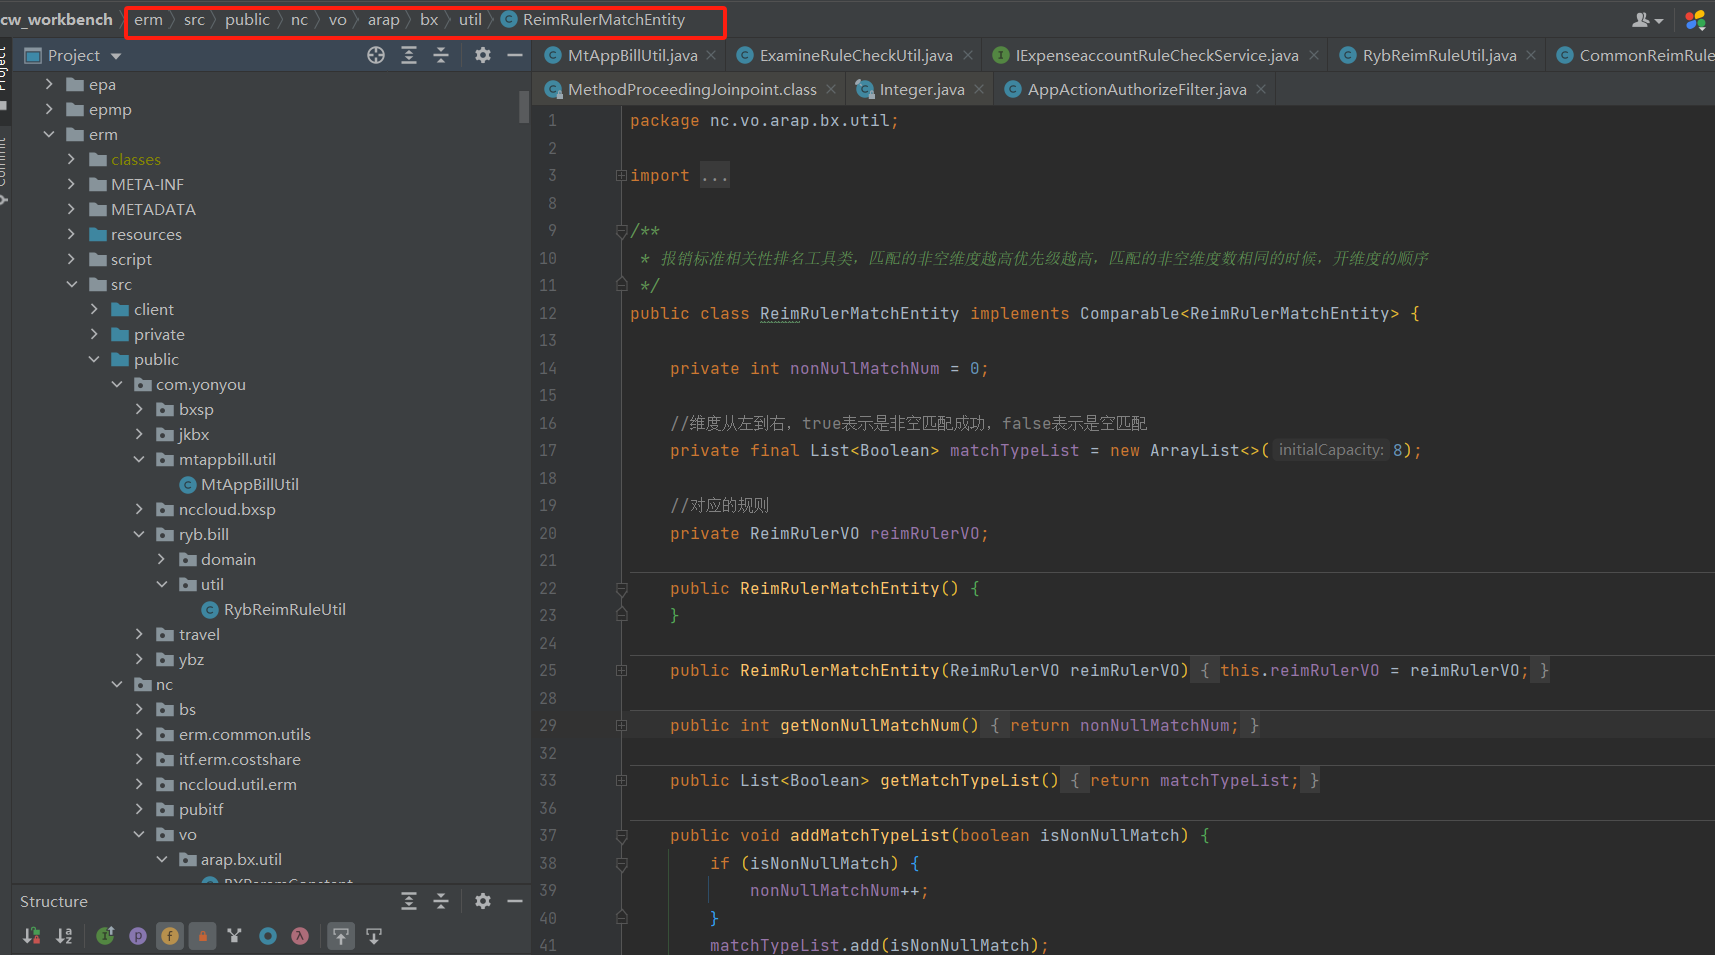 cw_workbench erm src public nc vo arap bx util ReimRulerMatchEntity
Project
Project
MtAppBillUtil.java ExamineRuleCheckUtil.java IExpenseaccountRuleCheckService.java RybReimRuleUtil.java CommonReimRule
MethodProceedingJoinpoint.class Integer.java AppActionAuthorizeFilter.java
Commit
epa
epmp
erm
classes
META-INF
METADATA
resources
script
src
client
private
public
com.yonyou
bxsp
jkbx
mtappbill.util
MtAppBillUtil
nccloud.bxsp
ryb.bill
domain
util
RybReimRuleUtil
travel
ybz
nc
bs
erm.common.utils
itf.erm.costshare
nccloud.util.erm
pubitf
vo
arap.bx.util
BXParamConstant
Structure
1 package nc.vo.arap.bx.util;
2
3 import ...
8
9 /**
10 * 报销标准相关性排名工具类，匹配的非空维度越高优先级越高，匹配的非空维度数相同的时候，开维度的顺序
11 */
12 public class ReimRulerMatchEntity implements Comparable<ReimRulerMatchEntity> {
13
14 private int nonNullMatchNum = 0;
15
16 //维度从左到右，true表示是非空匹配成功，false表示是空匹配
17 private final List<Boolean> matchTypeList = new ArrayList<>( initialCapacity: 8);
18
19 //对应的规则
20 private ReimRulerVO reimRulerVO;
21
22 public ReimRulerMatchEntity() {
23 }
24
25 public ReimRulerMatchEntity(ReimRulerVO reimRulerVO) { this.reimRulerVO = reimRulerVO; }
28
29 public int getNonNullMatchNum() { return nonNullMatchNum; }
32
33 public List<Boolean> getMatchTypeList() { return matchTypeList; }
36
37 public void addMatchTypeList(boolean isNonNullMatch) {
38 if (isNonNullMatch) {
39 nonNullMatchNum++;
40 }
41 matchTypeList.add(isNonNullMatch);